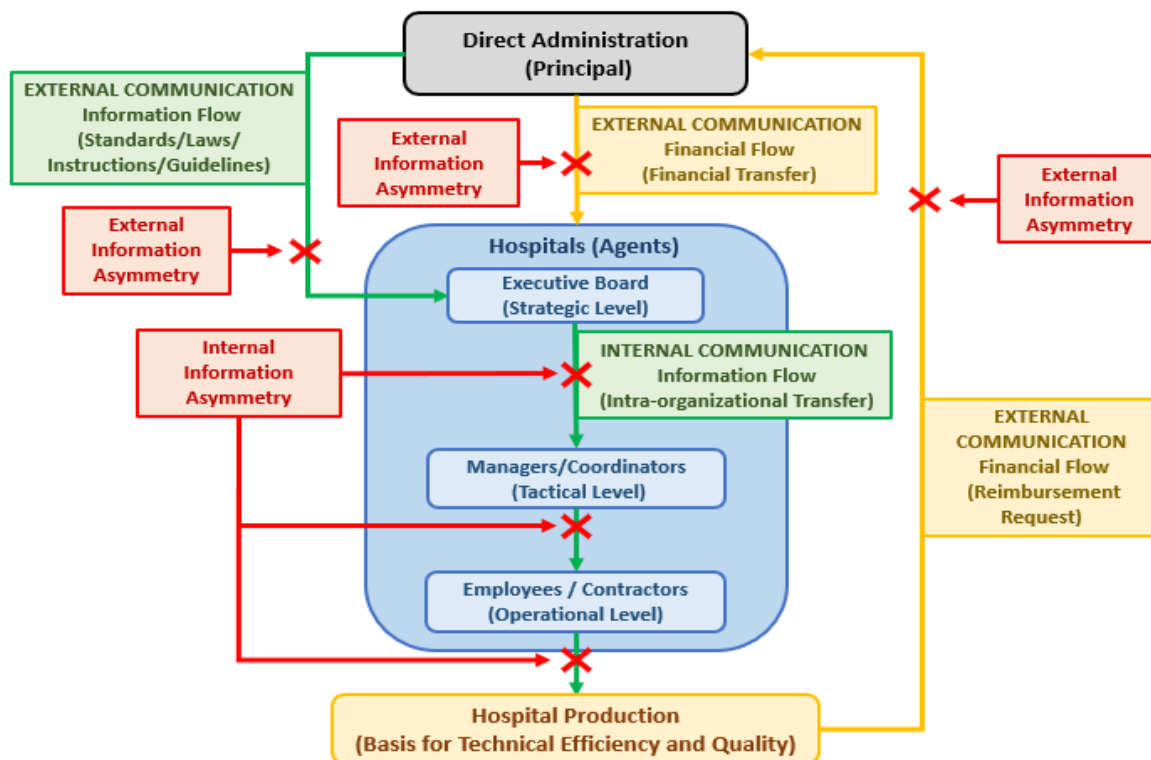 Direct Administration
(Principal)
EXTERNAL COMMUNICATION
Information Flow
(Standards/Laws/
Instructions/Guidelines)
External
Information
Asymmetry
EXTERNAL COMMUNICATION
Financial Flow
(Financial Transfer)
External
Information
Asymmetry
External
Information
Asymmetry
Hospitals (Agents)
Executive Board
(Strategic Level)
Internal
Information
Asymmetry
INTERNAL COMMUNICATION
Information Flow
(Intra-organizational Transfer)
EXTERNAL
COMMUNICATION
Financial Flow
(Reimbursement
Request)
Managers/Coordinators
(Tactical Level)
Employees / Contractors
(Operational Level)
Hospital Production
(Basis for Technical Efficiency and Quality)